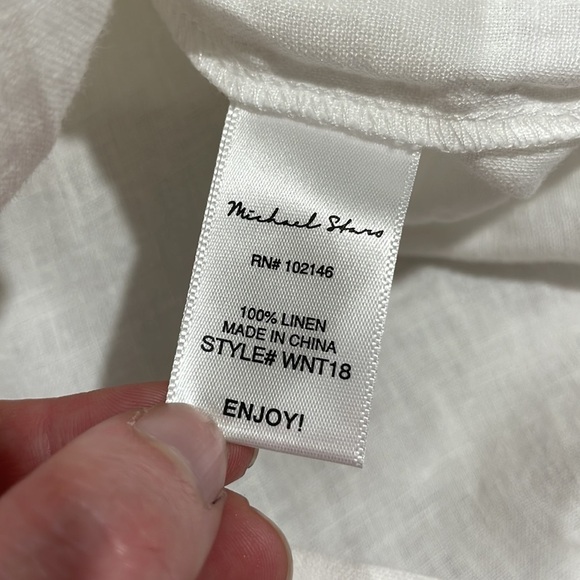 Michael Stars
RN# 102146
100% LINEN
MADE IN CHINA
STYLE# WNT18
ENJOY!